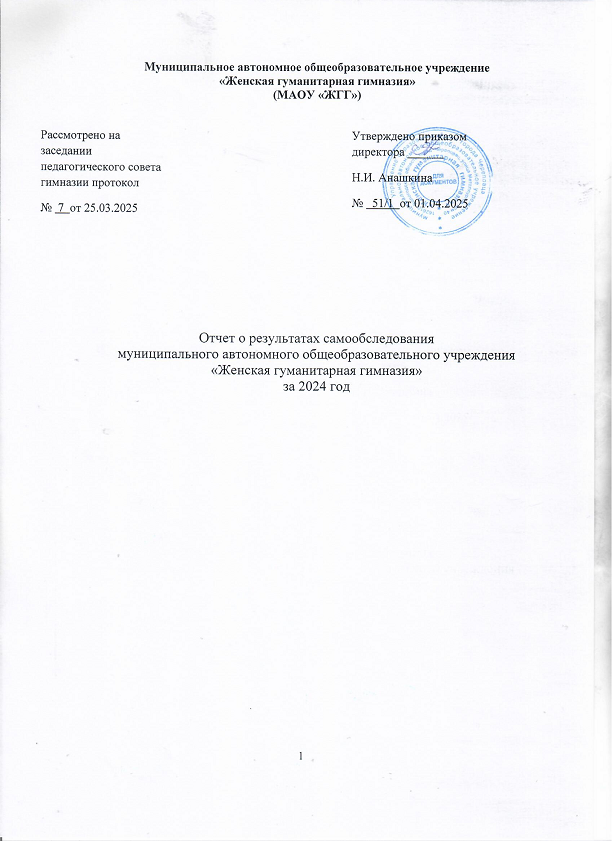 Муниципальное автономное общеобразовательное учреждение
«Женская гуманитарная гимназия»
(МАОУ «ЖГГ»)
Рассмотрено на
заседании
педагогического совета
гимназии протокол
№ 7 от 25.03.2025
Утверждено приказом
директора
Н.И. Анашкина
№ 51/1 от 01.04.2025
ДЛЯ
ДОКУМЕНТОВ
Отчет о результатах самообследования
муниципального автономного общеобразовательного учреждения
«Женская гуманитарная гимназия»
за 2024 год
1